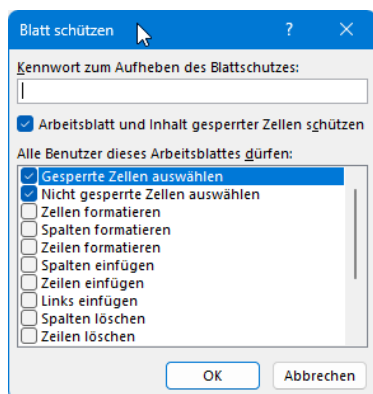 Blatt schützen ?
Kennwort zum Aufheben des Blattschutzes:
Arbeitsblatt und Inhalt gesperrter Zellen schützen
Alle Benutzer dieses Arbeitsblattes dürfen:
Gesperrte Zellen auswählen
Nicht gesperrte Zellen auswählen
Zellen formatieren
Spalten formatieren
Zeilen formatieren
Spalten einfügen
Zeilen einfügen
Links einfügen
Spalten löschen
Zeilen löschen
OK Abbrechen